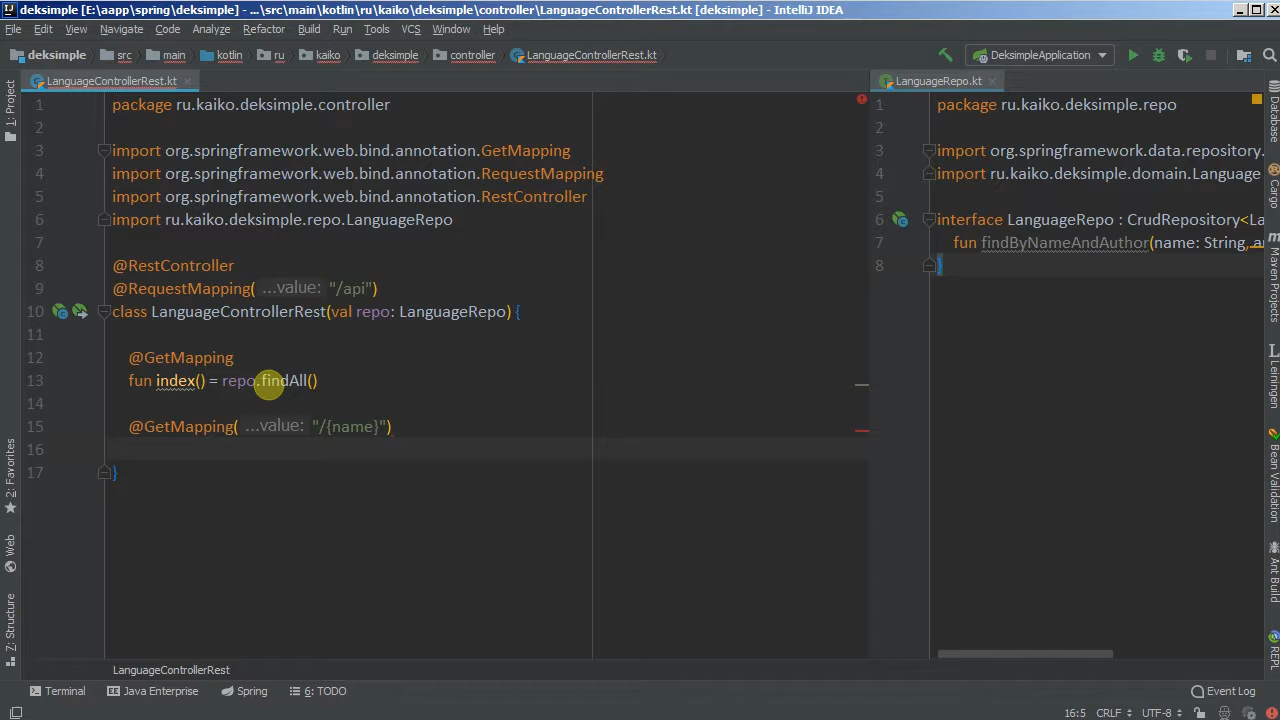 deksimple [E:\aapp\spring\deksimple] - ...\src\main\kotlin\ru\kaiko\deksimple\controller\LanguageControllerRest.kt [deksimple] - IntelliJ IDEA
File Edit View Navigate Code Analyze Refactor Build Run Tools VCS Window Help
deksimple src main kotlin ru kaiko deksimple controller LanguageControllerRest.kt DeksimpleApplication
LanguageControllerRest.kt
1 package ru.kaiko.deksimple.controller
2
3 import org.springframework.web.bind.annotation.GetMapping
4 import org.springframework.web.bind.annotation.RequestMapping
5 import org.springframework.web.bind.annotation.RestController
6 import ru.kaiko.deksimple.repo.LanguageRepo
7
8 @RestController
9 @RequestMapping( ...value: "/api")
10 class LanguageControllerRest(val repo: LanguageRepo) {
11
12 @GetMapping
13 fun index() = repo.findAll()
14
15 @GetMapping( ...value: "/{name}")
16
17 }
LanguageControllerRest
LanguageRepo.kt
1 package ru.kaiko.deksimple.repo
2
3 import org.springframework.data.repository.
4 import ru.kaiko.deksimple.domain.Language
5
6 interface LanguageRepo : CrudRepository<La
7 fun findByNameAndAuthor(name: String, a
8 }
1: Project
2: Favorites
Web
Z: Structure
Database
Cargo
m Maven Projects
L Leiningen
Bean Validation
Ant Build
REPL
Terminal Java Enterprise Spring 6: TODO Event Log
16:5 CRLF UTF-8